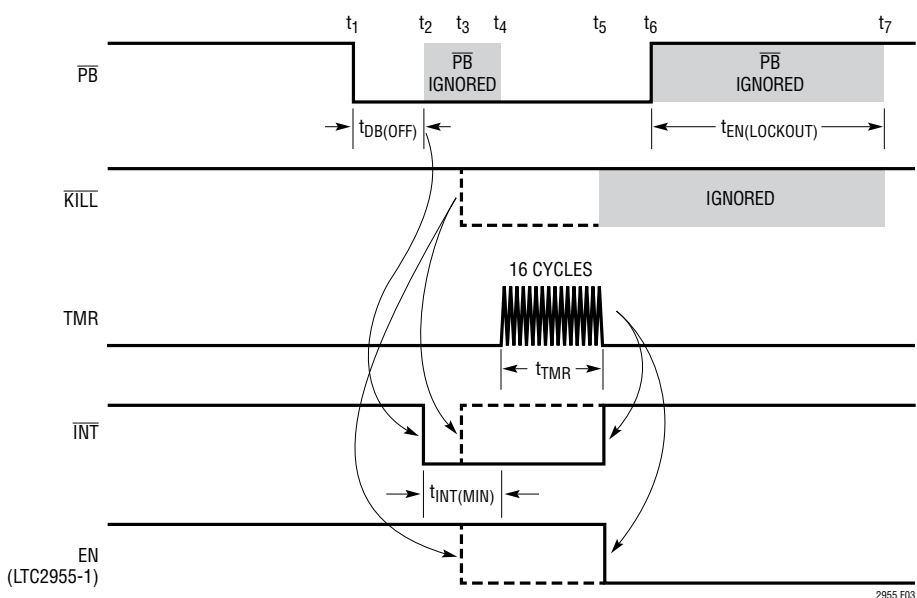 t1 t2 t3 t4 t5 t6 t7
PB
PB
IGNORED
PB
IGNORED
tDB(OFF)
tEN(LOCKOUT)
KILL
IGNORED
16 CYCLES
TMR
tTMR
INT
tINT(MIN)
EN
(LTC2955-1)
2955 F03